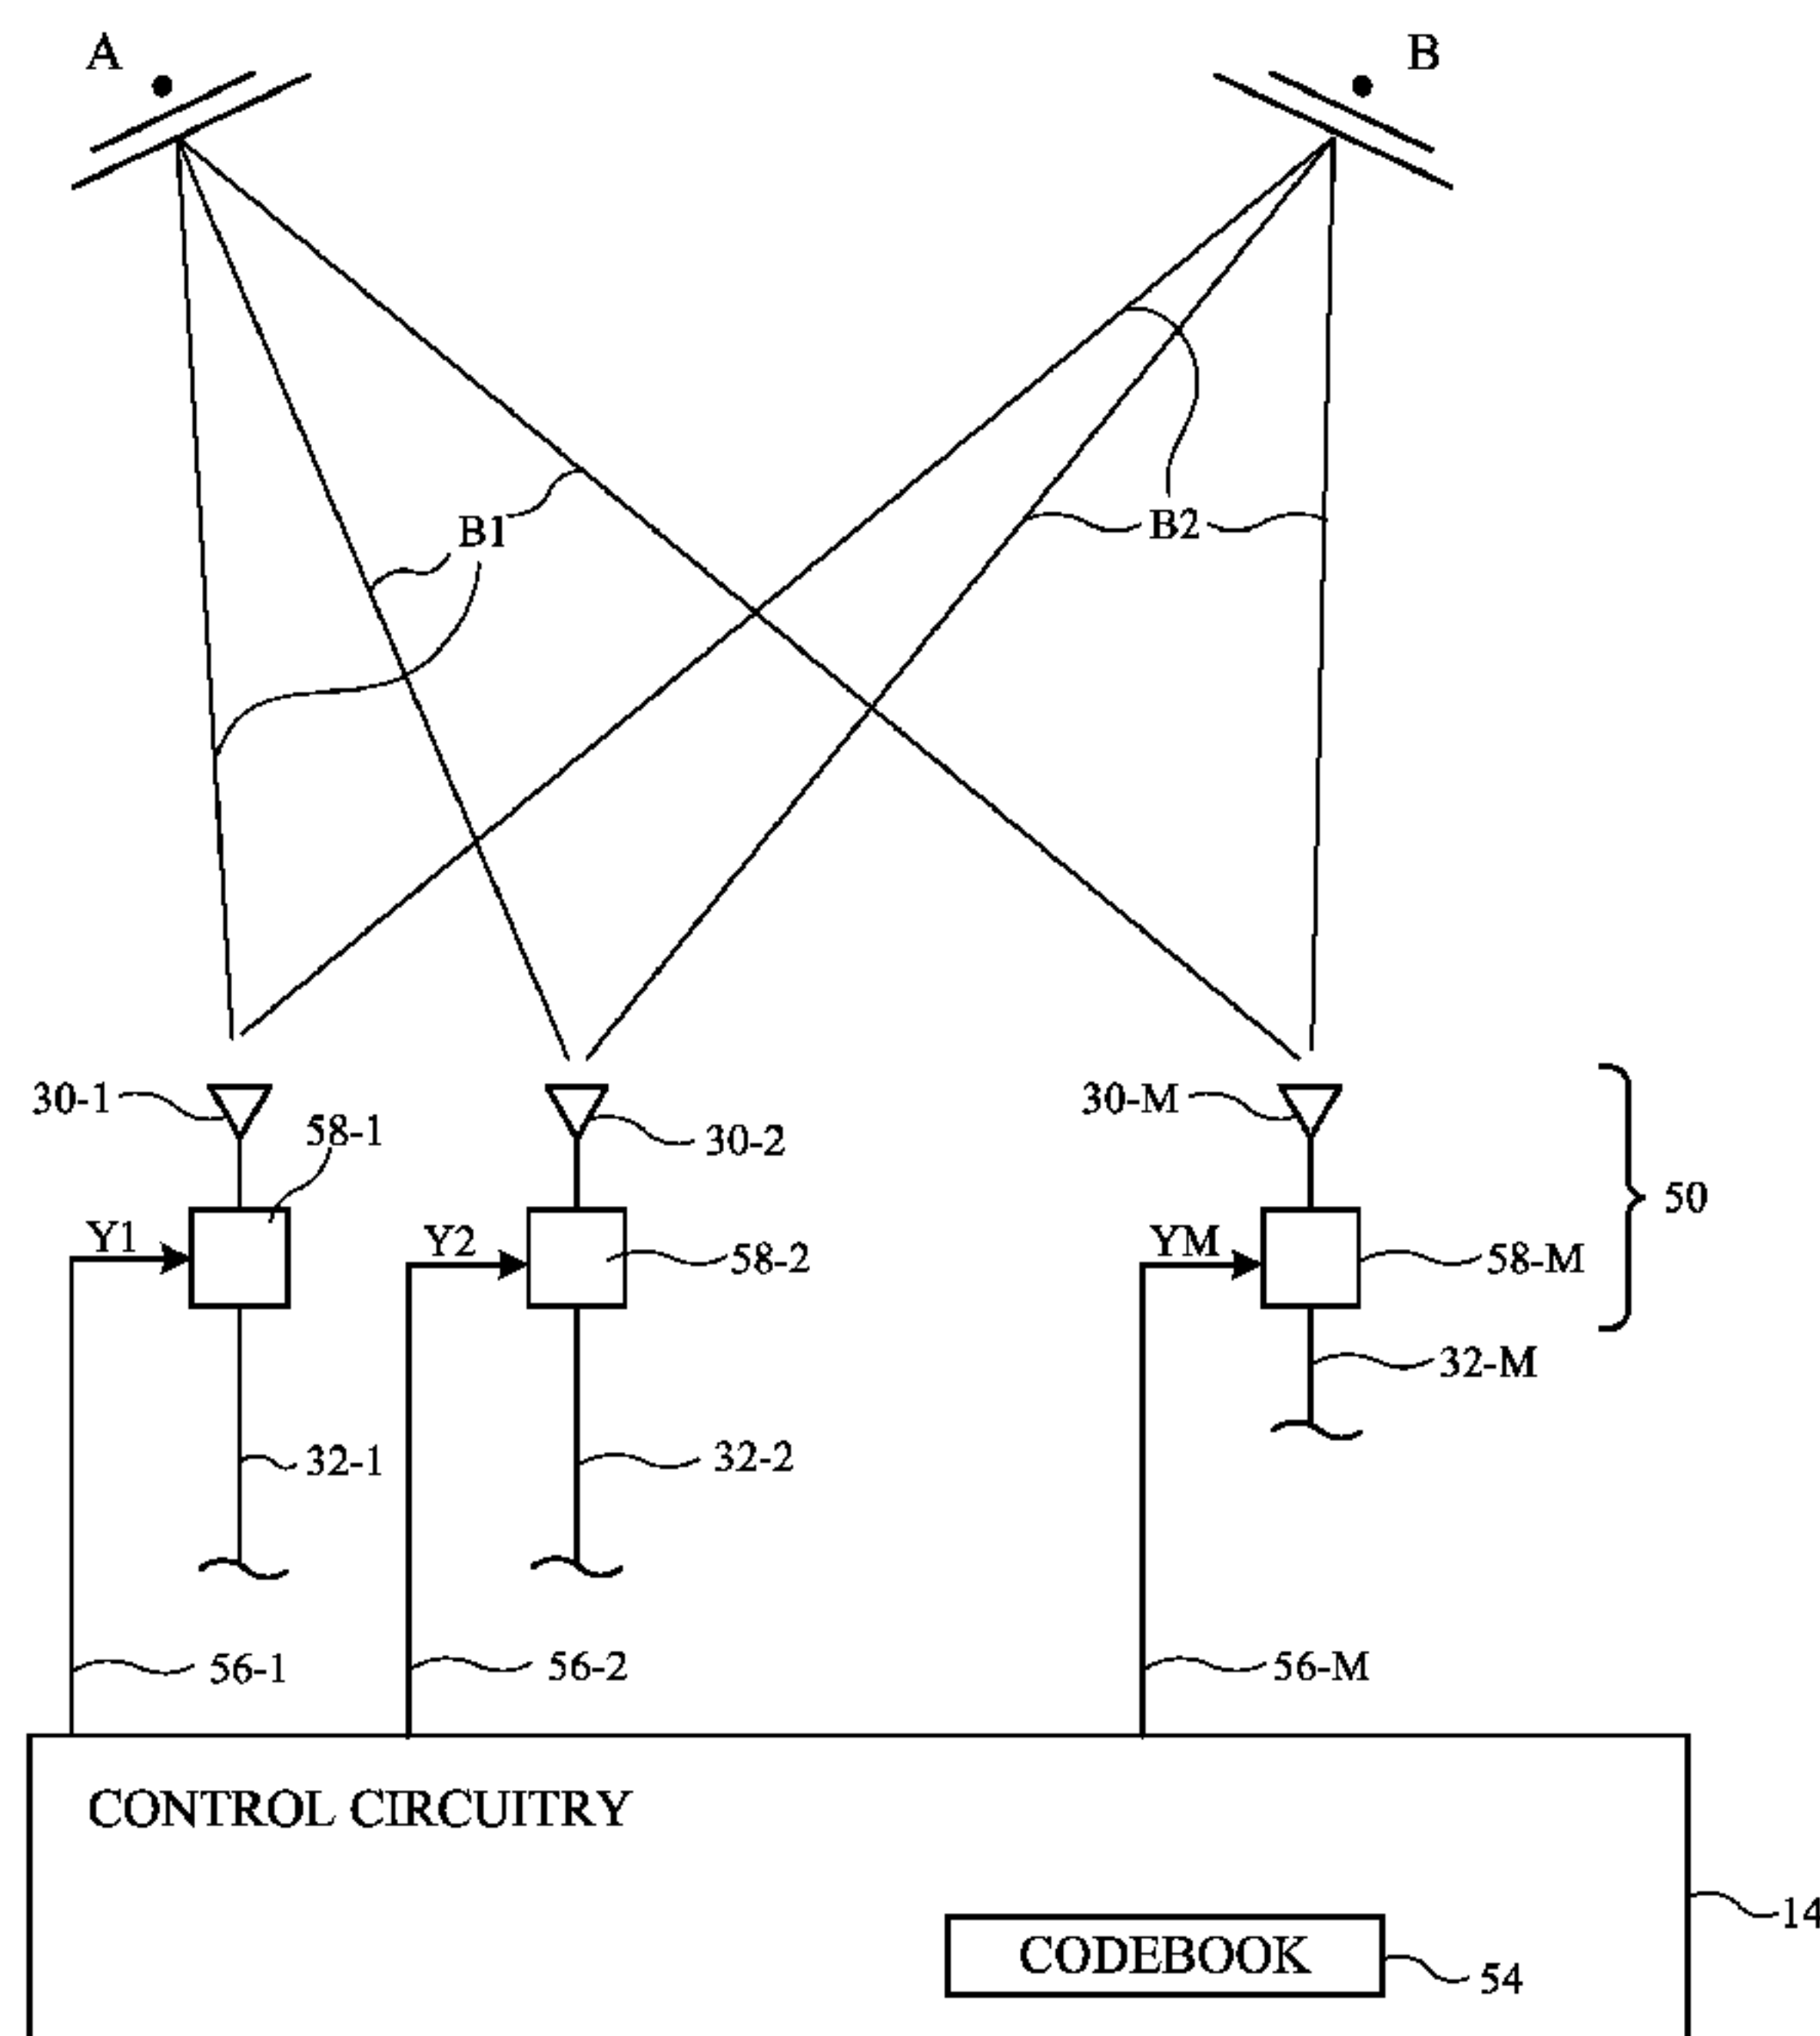 A
B
B1
B2
30-1
58-1
30-2
30-M
50
Y1
Y2
58-2
YM
58-M
32-M
32-1
32-2
56-1
56-2
56-M
CONTROL CIRCUITRY
14
CODEBOOK
54